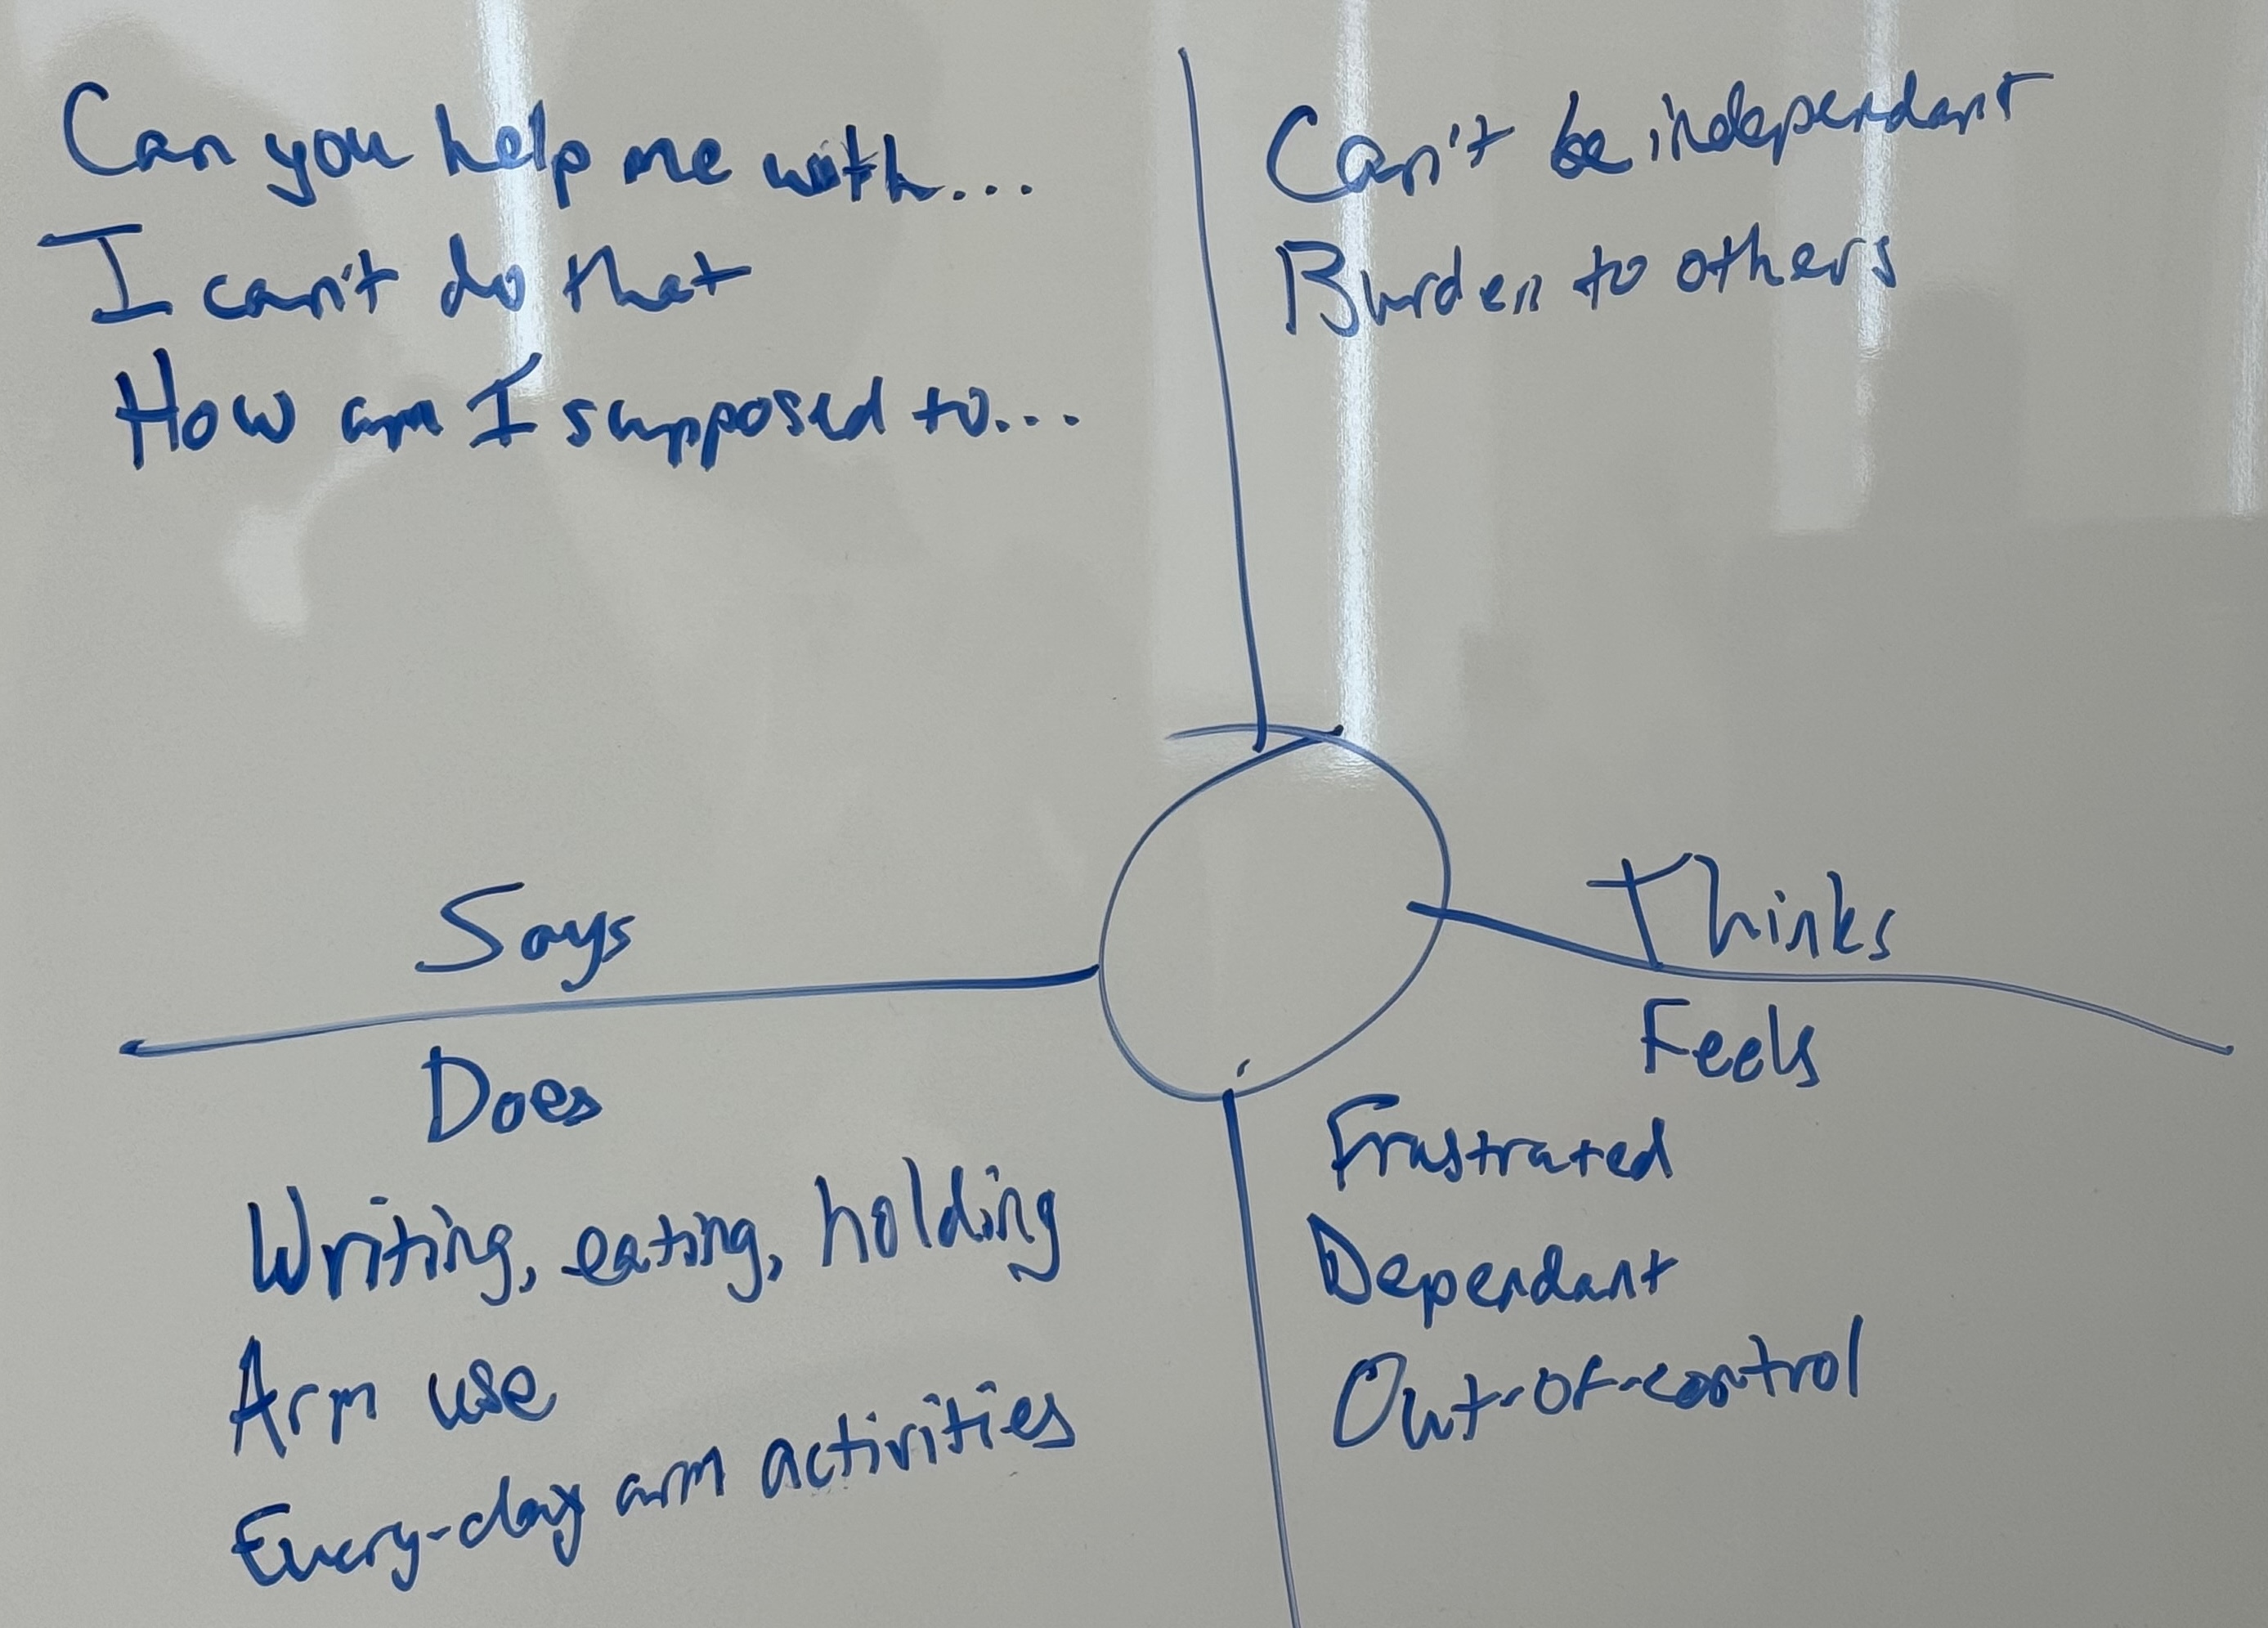 Can you help me with...
I can't do that
How am I supposed to...
Says
Can't be independant
Burden to others
Thinks
Does
Writing, eating, holding
Arm use
Every-day arm activities
Feels
Frustrated
Dependant
Out-of-control